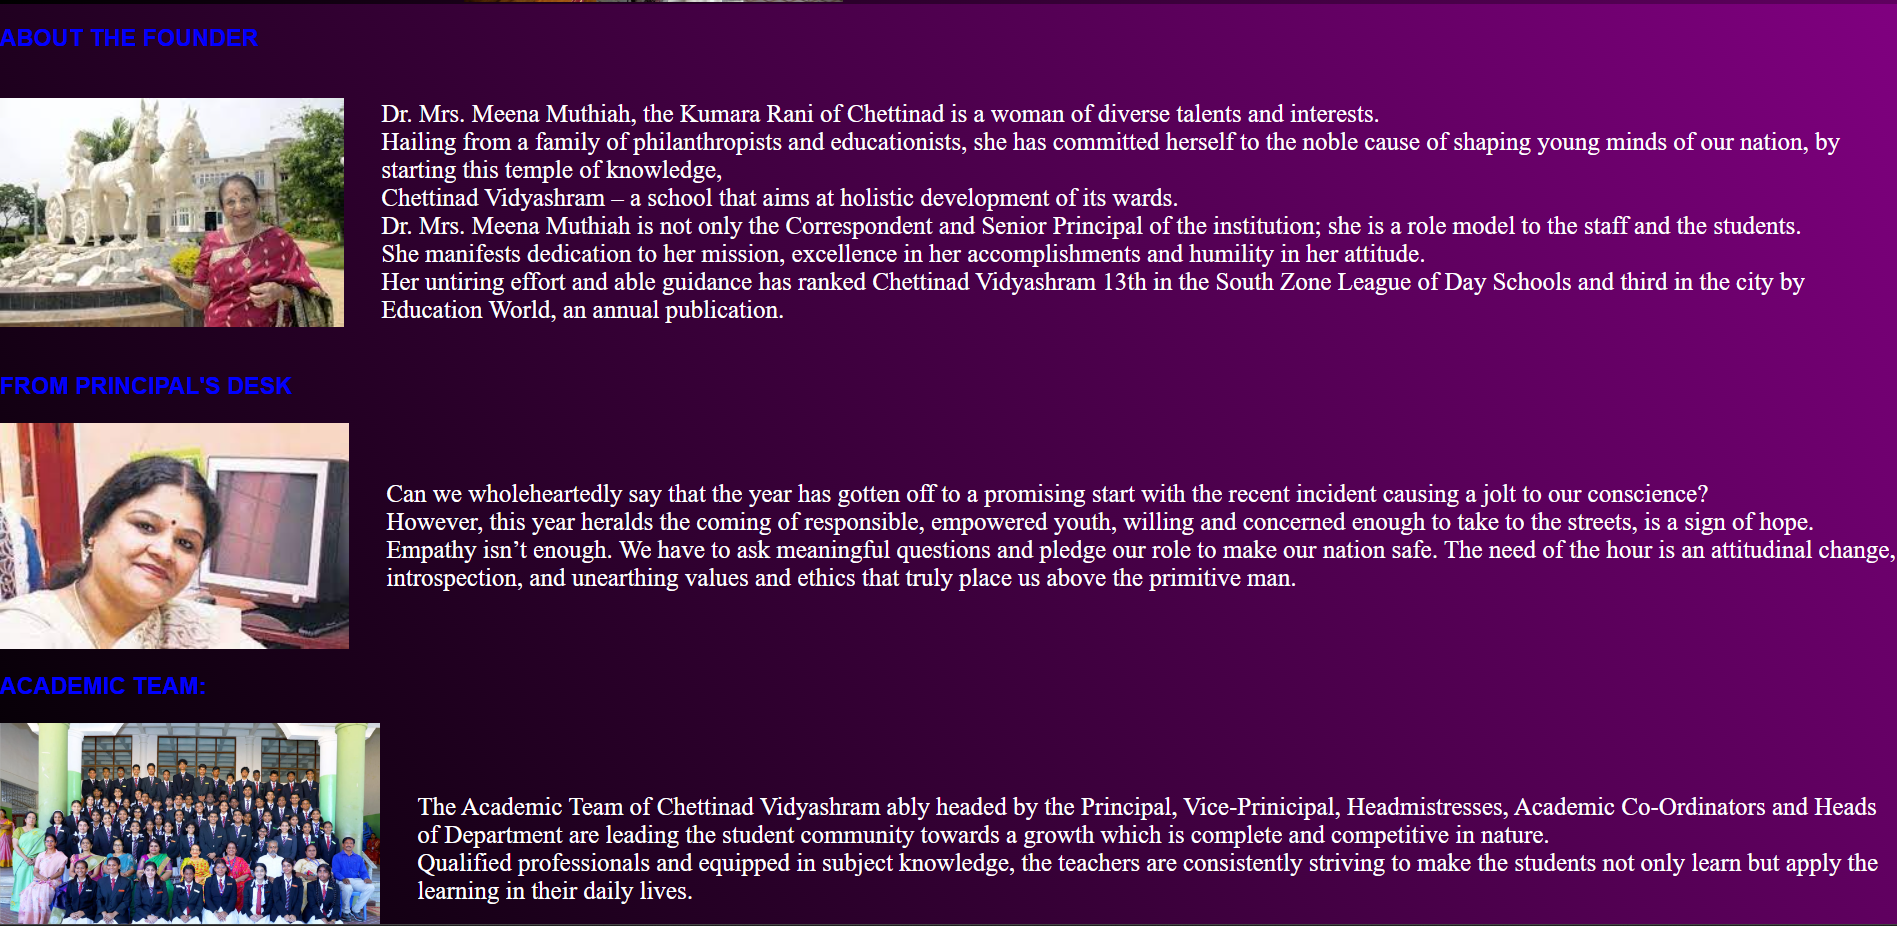 ABOUT THE FOUNDER
Dr. Mrs. Meena Muthiah, the Kumara Rani of Chettinad is a woman of diverse talents and interests.
Hailing from a family of philanthropists and educationists, she has committed herself to the noble cause of shaping young minds of our nation, by
starting this temple of knowledge,
Chettinad Vidyashram – a school that aims at holistic development of its wards.
Dr. Mrs. Meena Muthiah is not only the Correspondent and Senior Principal of the institution; she is a role model to the staff and the students.
She manifests dedication to her mission, excellence in her accomplishments and humility in her attitude.
Her untiring effort and able guidance has ranked Chettinad Vidyashram 13th in the South Zone League of Day Schools and third in the city by
Education World, an annual publication.
FROM PRINCIPAL'S DESK
Can we wholeheartedly say that the year has gotten off to a promising start with the recent incident causing a jolt to our conscience?
However, this year heralds the coming of responsible, empowered youth, willing and concerned enough to take to the streets, is a sign of hope.
Empathy isn’t enough. We have to ask meaningful questions and pledge our role to make our nation safe. The need of the hour is an attitudinal change,
introspection, and unearthing values and ethics that truly place us above the primitive man.
ACADEMIC TEAM:
The Academic Team of Chettinad Vidyashram ably headed by the Principal, Vice-Prinicipal, Headmistresses, Academic Co-Ordinators and Heads
of Department are leading the student community towards a growth which is complete and competitive in nature.
Qualified professionals and equipped in subject knowledge, the teachers are consistently striving to make the students not only learn but apply the
learning in their daily lives.